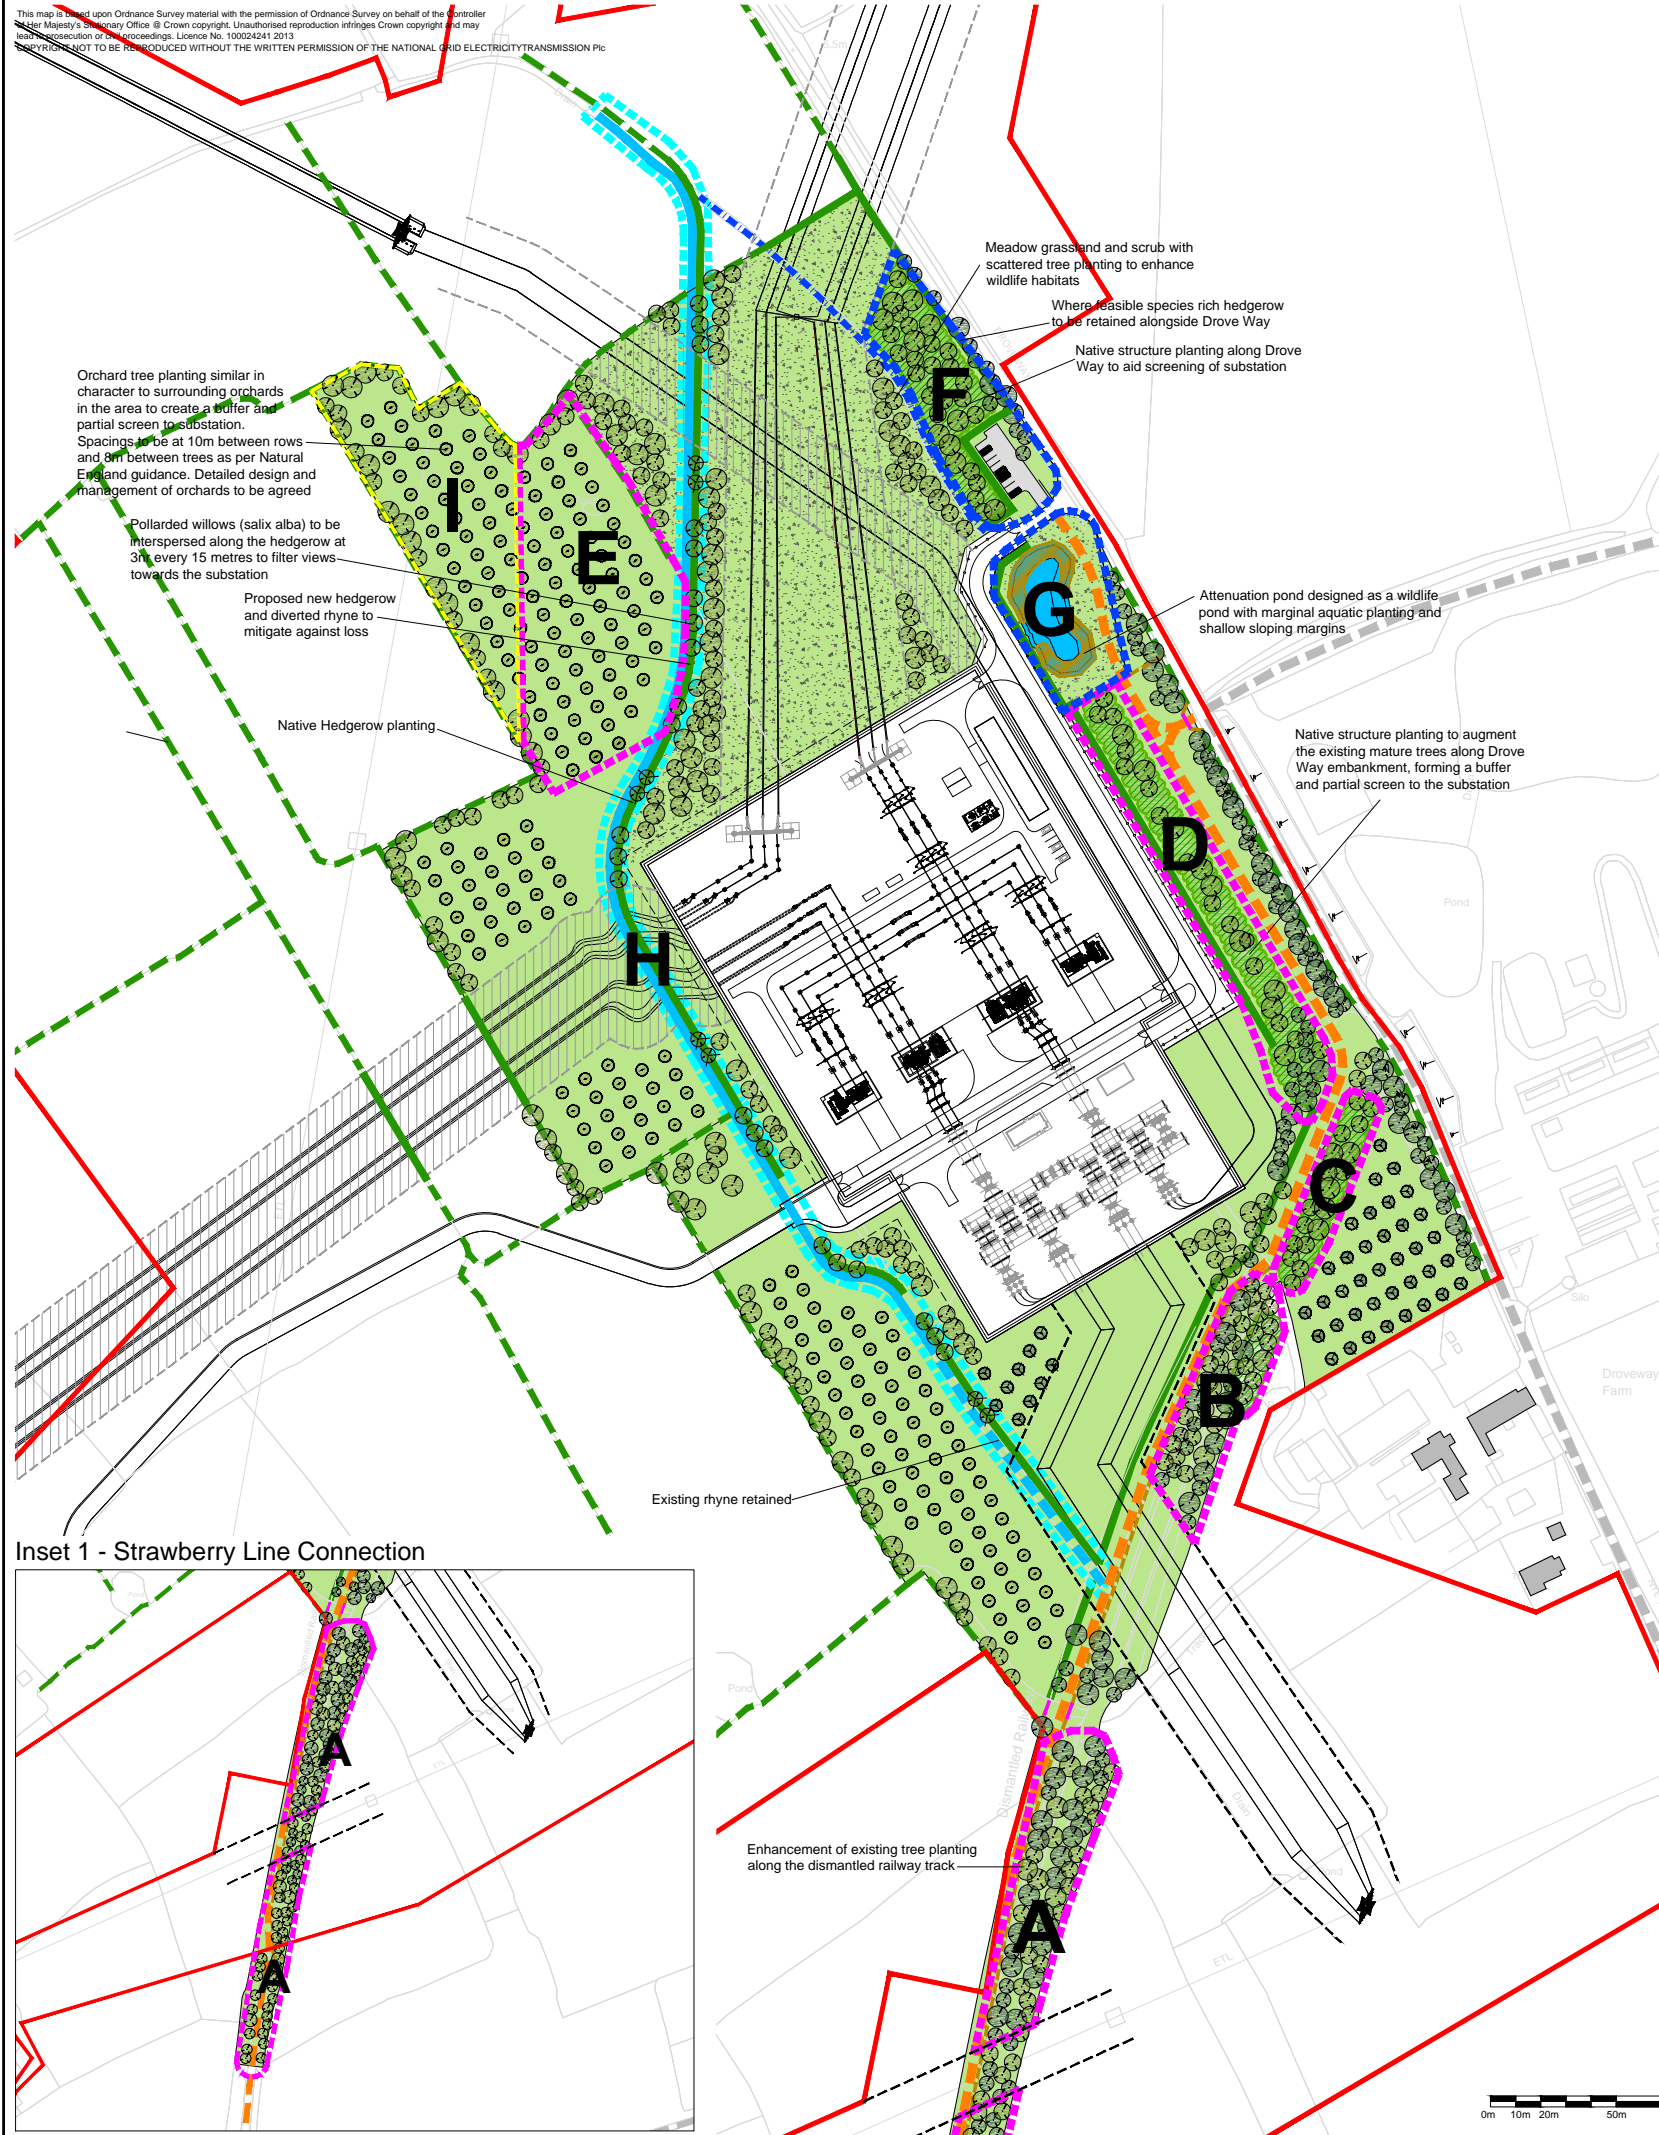 This map is based upon Ordnance Survey material with the permission of Ordnance Survey on behalf of the Controller
of Her Majesty's Stationary Office @ Crown copyright. Unauthorised reproduction infringes Crown copyright and may
lead to prosecution or civil proceedings. Licence No. 100024241 2013
COPYRIGHT NOT TO BE REPRODUCED WITHOUT THE WRITTEN PERMISSION OF THE NATIONAL GRID ELECTRICITYTRANSMISSION Plc
5.5m
Drain
Meadow grassland and scrub with
scattered tree planting to enhance
wildlife habitats
Where feasible species rich hedgerow
to be retained alongside Drove Way
Native structure planting along Drove
Way to aid screening of substation
Orchard tree planting similar in
character to surrounding orchards
in the area to create a buffer and
partial screen to substation.
Spacings to be at 10m between rows
and 8m between trees as per Natural
England guidance. Detailed design and
management of orchards to be agreed
Pollarded willows (salix alba) to be
interspersed along the hedgerow at
3nr every 15 metres to filter views
towards the substation
Proposed new hedgerow
and diverted rhyne to
mitigate against loss
Native Hedgerow planting
F
I
E
G
Attenuation pond designed as a wildlife
pond with marginal aquatic planting and
shallow sloping margins
Native structure planting to augment
the existing mature trees along Drove
Way embankment, forming a buffer
and partial screen to the substation
D
Pond
H
C
Silo
B
Droveway
Farm
Existing rhyne retained
Inset 1 - Strawberry Line Connection
A
A
ETL
Pond
Track
Drain
Dismantled Rail
Enhancement of existing tree planting
along the dismantled railway track
A
Pond
ETL
0m 10m 20m 50m